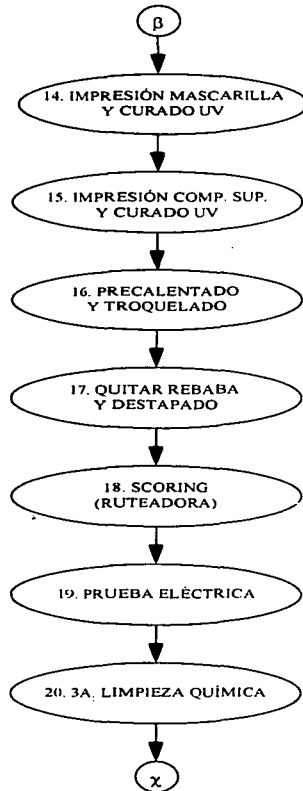 β
14. IMPRESIÓN MASCARILLA
Y CURADO UV
15. IMPRESIÓN COMP. SUP.
Y CURADO UV
16. PRECALENTADO
Y TROQUELADO
17. QUITAR REBABA
Y DESTAPADO
18. SCORING
(RUTEADORA)
19. PRUEBA ELÈCTRICA
20. 3A. LIMPIEZA QUÍMICA
χ